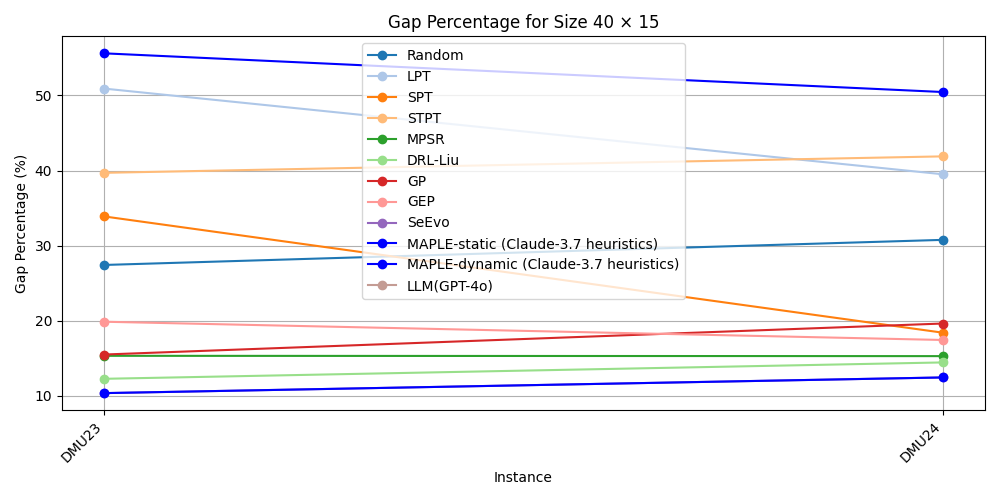 Gap Percentage for Size 40 × 15
Gap Percentage (%)
50
40
30
20
10
Random
LPT
SPT
STPT
MPSR
DRL-Liu
GP
GEP
SeEvo
MAPLE-static (Claude-3.7 heuristics)
MAPLE-dynamic (Claude-3.7 heuristics)
LLM(GPT-4o)
DMU23
DMU24
Instance